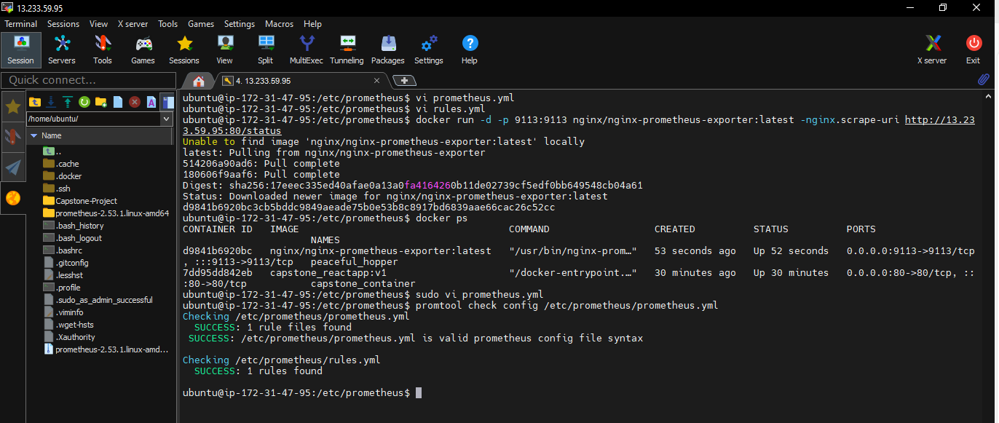 13.233.59.95
Terminal Sessions View X server Tools Games Settings Macros Help
Session Servers Tools Games Sessions View Split MultiExec Tunneling Packages Settings Help X server Exit
Quick connect...
4. 13.233.59.95
/home/ubuntu/
Name
..
.cache
.docker
.ssh
Capstone-Project
prometheus-2.53.1.linux-amd64
.bash_history
.bash_logout
.bashrc
.gitconfig
.lesshst
.profile
.sudo_as_admin_successful
.viminfo
.wget-hsts
.Xauthority
prometheus-2.53.1.linux-amd...
ubuntu@ip-172-31-47-95:/etc/prometheus$ vi prometheus.yml
ubuntu@ip-172-31-47-95:/etc/prometheus$ vi rules.yml
ubuntu@ip-172-31-47-95:/etc/prometheus$ docker run -d -p 9113:9113 nginx/nginx-prometheus-exporter:latest -nginx.scrape-uri http://13.23
3.59.95:80/status
Unable to find image 'nginx/nginx-prometheus-exporter:latest' locally
latest: Pulling from nginx/nginx-prometheus-exporter
514206a90ad6: Pull complete
180606f9aaf6: Pull complete
Digest: sha256:17eeec335ed40afae0a13a0fa4164260b11de02739cf5edf0bb649548cb04a61
Status: Downloaded newer image for nginx/nginx-prometheus-exporter:latest
d9841b6920bc3cb5bddc9849aeade75b0e53b8c8917bd6839aae66cac26c52cc
ubuntu@ip-172-31-47-95:/etc/prometheus$ docker ps
CONTAINER ID IMAGE COMMAND CREATED STATUS PORTS
NAMES
d9841b6920bc nginx/nginx-prometheus-exporter:latest "/usr/bin/nginx-prom…" 53 seconds ago Up 52 seconds 0.0.0.0:9113->9113/tcp
, :::9113->9113/tcp peaceful_hopper
7dd95dd842eb capstone_reactapp:v1 "/docker-entrypoint.…" 30 minutes ago Up 30 minutes 0.0.0.0:80->80/tcp, ::
:80->80/tcp capstone_container
ubuntu@ip-172-31-47-95:/etc/prometheus$ sudo vi prometheus.yml
ubuntu@ip-172-31-47-95:/etc/prometheus$ promtool check config /etc/prometheus/prometheus.yml
Checking /etc/prometheus/prometheus.yml
SUCCESS: 1 rule files found
SUCCESS: /etc/prometheus/prometheus.yml is valid prometheus config file syntax
Checking /etc/prometheus/rules.yml
SUCCESS: 1 rules found
ubuntu@ip-172-31-47-95:/etc/prometheus$